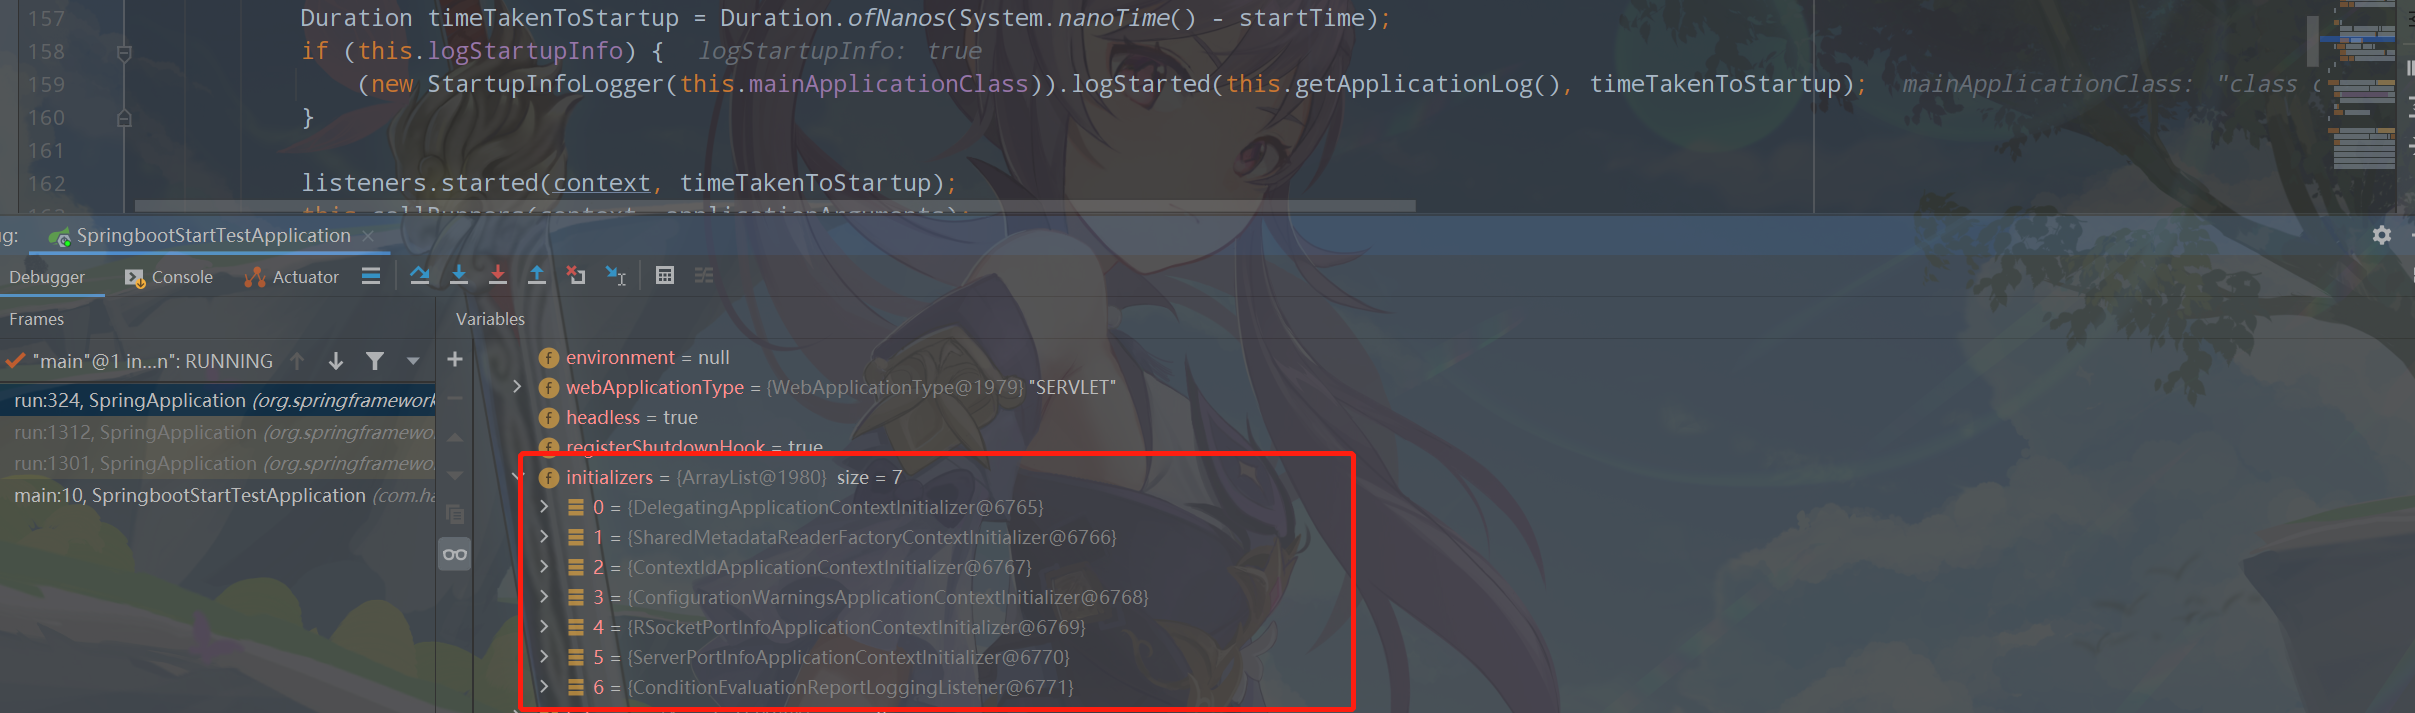 157 Duration timeTakenToStartup = Duration.ofNanos(System.nanoTime() - startTime);
158 if (this.logStartupInfo) { logStartupInfo: true
159 (new StartupInfoLogger(this.mainApplicationClass)).logStarted(this.getApplicationLog(), timeTakenToStartup); mainApplicationClass: "class c
160 }
161
162 listeners.started(context, timeTakenToStartup);
this.callRunners(context, applicationArguments);
g: SpringbootStartTestApplication
Debugger Console Actuator
Frames Variables
"main"@1 in...n": RUNNING
environment = null
webApplicationType = {WebApplicationType@1979} "SERVLET"
run:324, SpringApplication (org.springframework
headless = true
run:1312, SpringApplication (org.springframewo
registerShutdownHook = true
run:1301, SpringApplication (org.springframewo
initializers = {ArrayList@1980} size = 7
main:10, SpringbootStartTestApplication (com.ha
0 = {DelegatingApplicationContextInitializer@6765}
1 = {SharedMetadataReaderFactoryContextInitializer@6766}
2 = {ContextIdApplicationContextInitializer@6767}
3 = {ConfigurationWarningsApplicationContextInitializer@6768}
4 = {RSocketPortInfoApplicationContextInitializer@6769}
5 = {ServerPortInfoApplicationContextInitializer@6770}
6 = {ConditionEvaluationReportLoggingListener@6771}